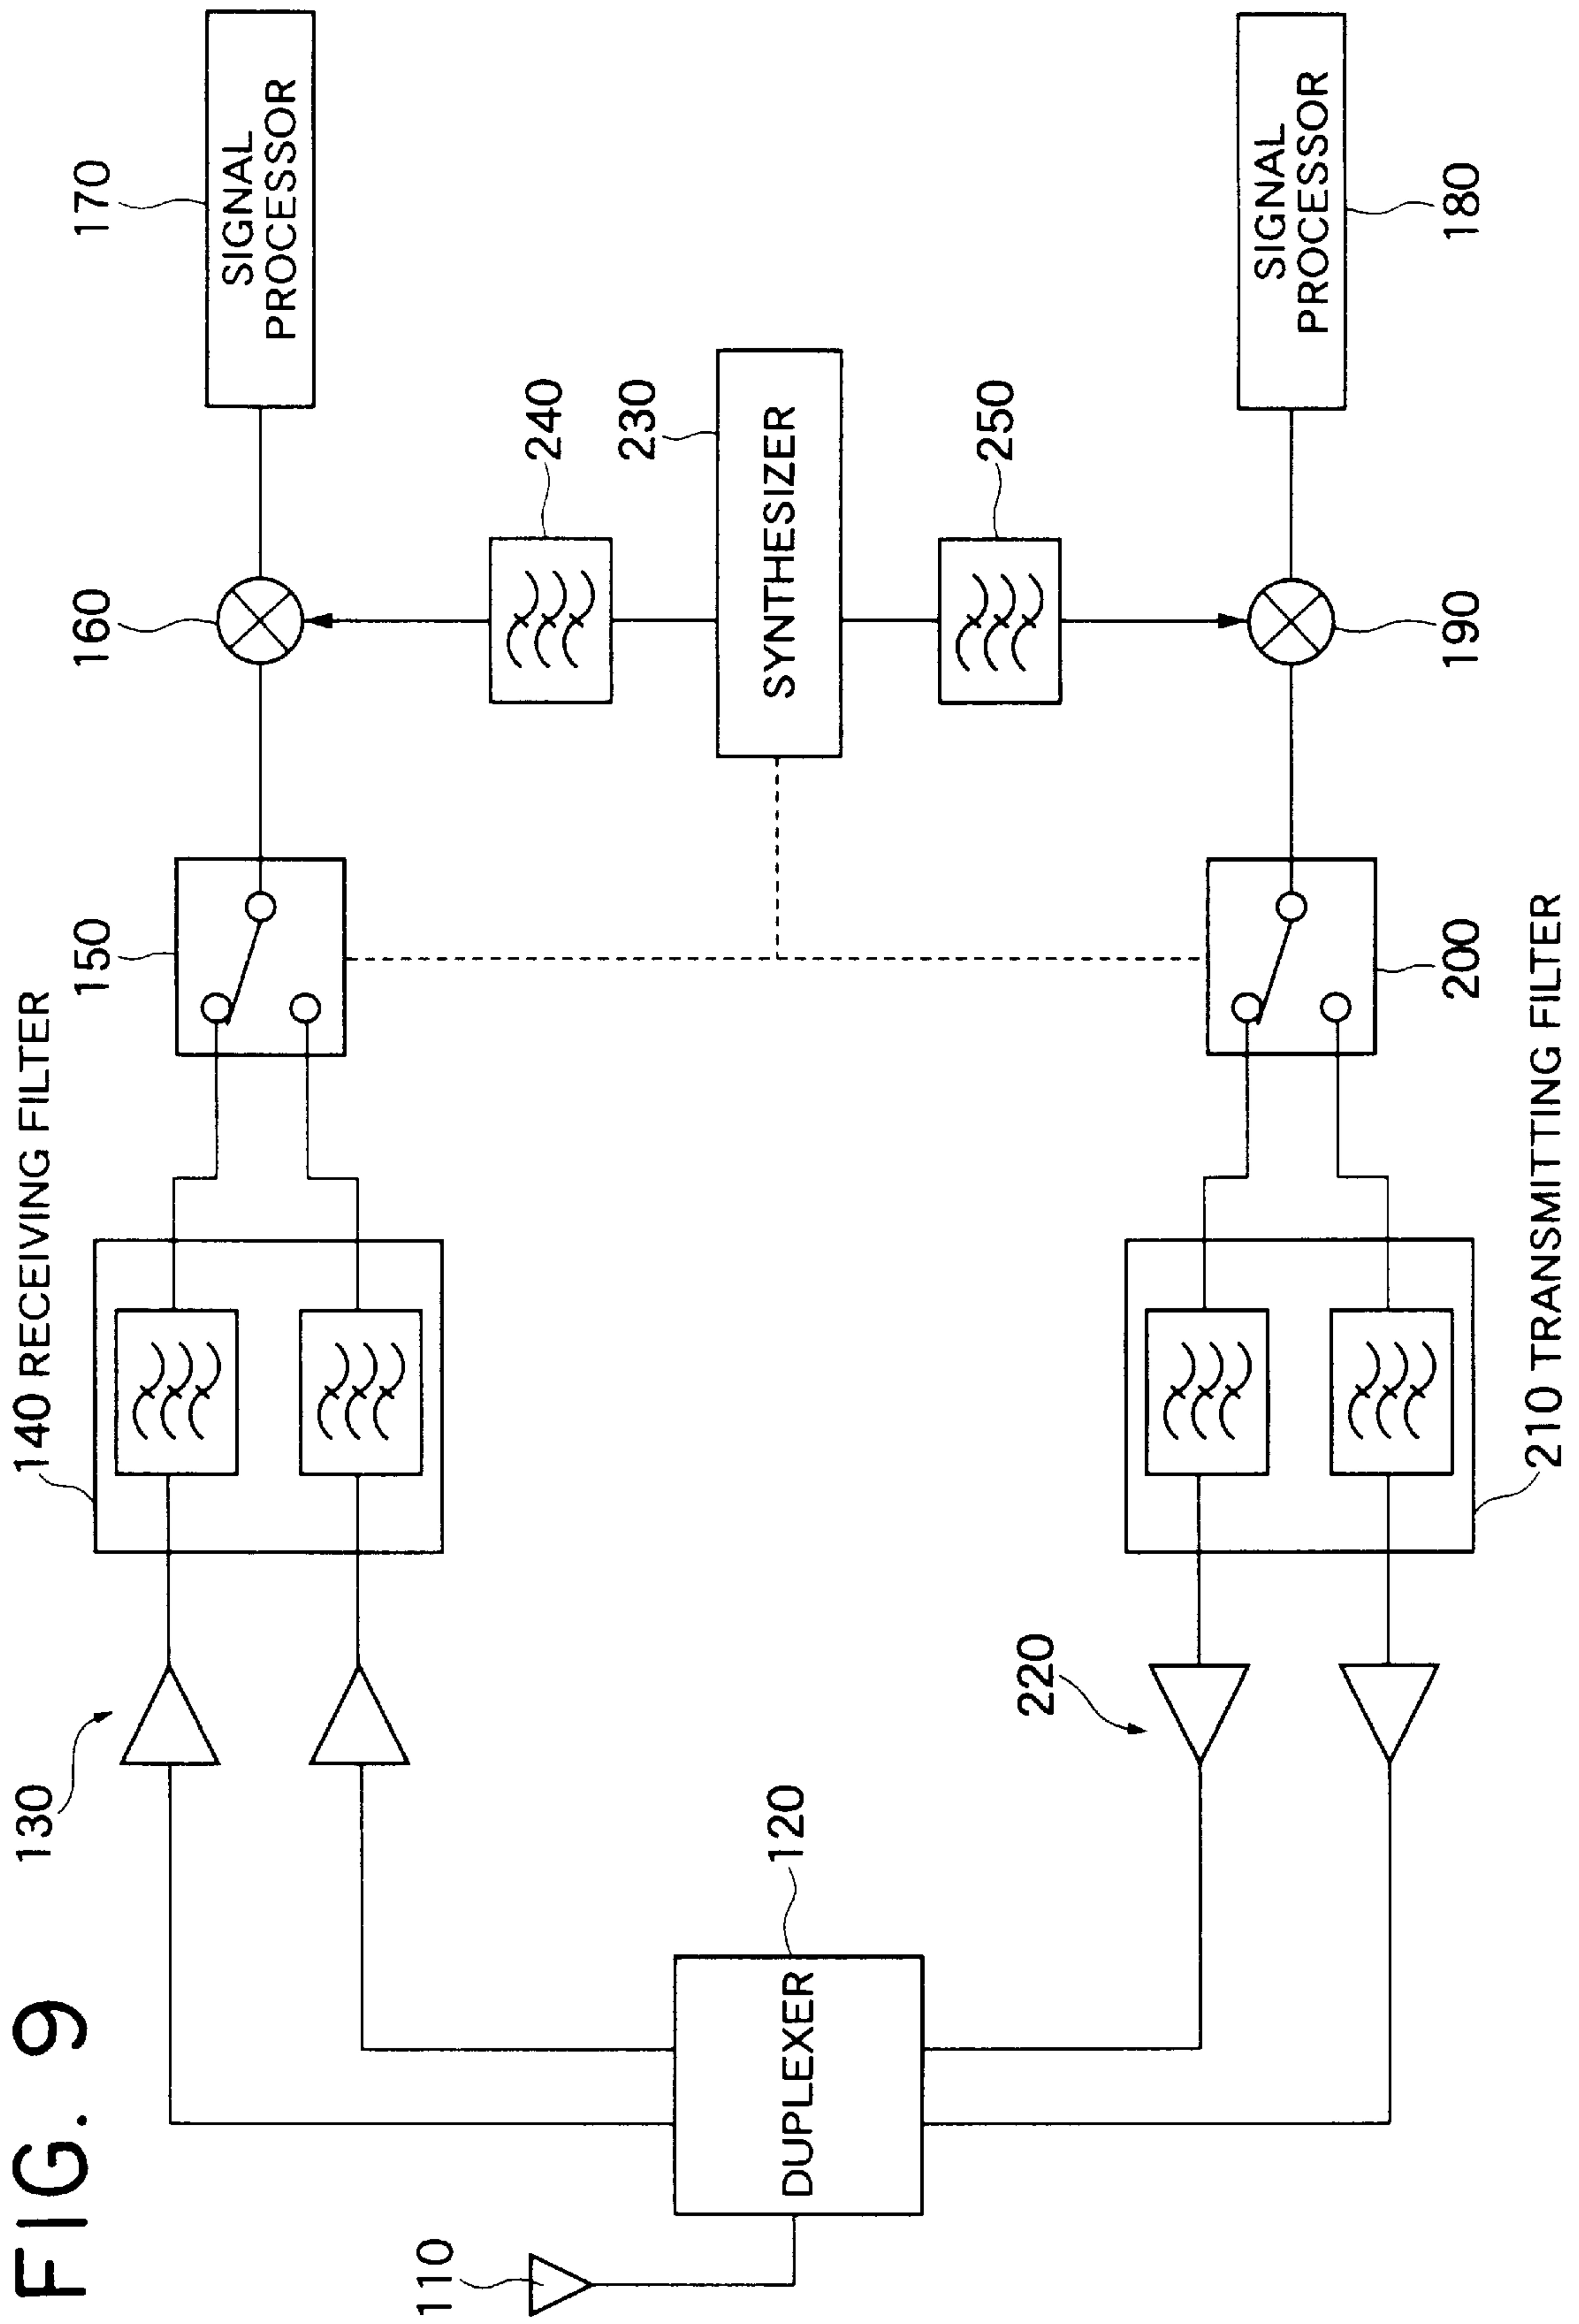 FIG. 9
110
DUPLEXER
120
130
140 RECEIVING FILTER
150
160
170
SIGNAL
PROCESSOR
240
230
SYNTHESIZER
250
220
210 TRANSMITTING FILTER
200
190
180
SIGNAL
PROCESSOR